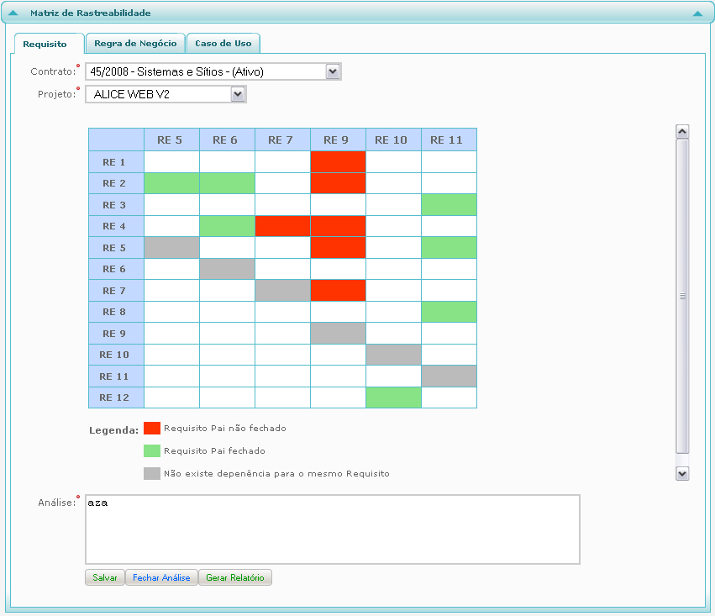 Matriz de Rastreabilidade
Requisito Regra de Negócio Caso de Uso
Contrato:* 45/2008 - Sistemas e Sítios - (Ativo)
Projeto:* ALICE WEB V2
RE 5 RE 6 RE 7 RE 9 RE 10 RE 11
RE 1
RE 2
RE 3
RE 4
RE 5
RE 6
RE 7
RE 8
RE 9
RE 10
RE 11
RE 12
Legenda: Requisito Pai não fechado
Requisito Pai fechado
Não existe depenência para o mesmo Requisito
Análise:* aza
Salvar Fechar Análise Gerar Relatório